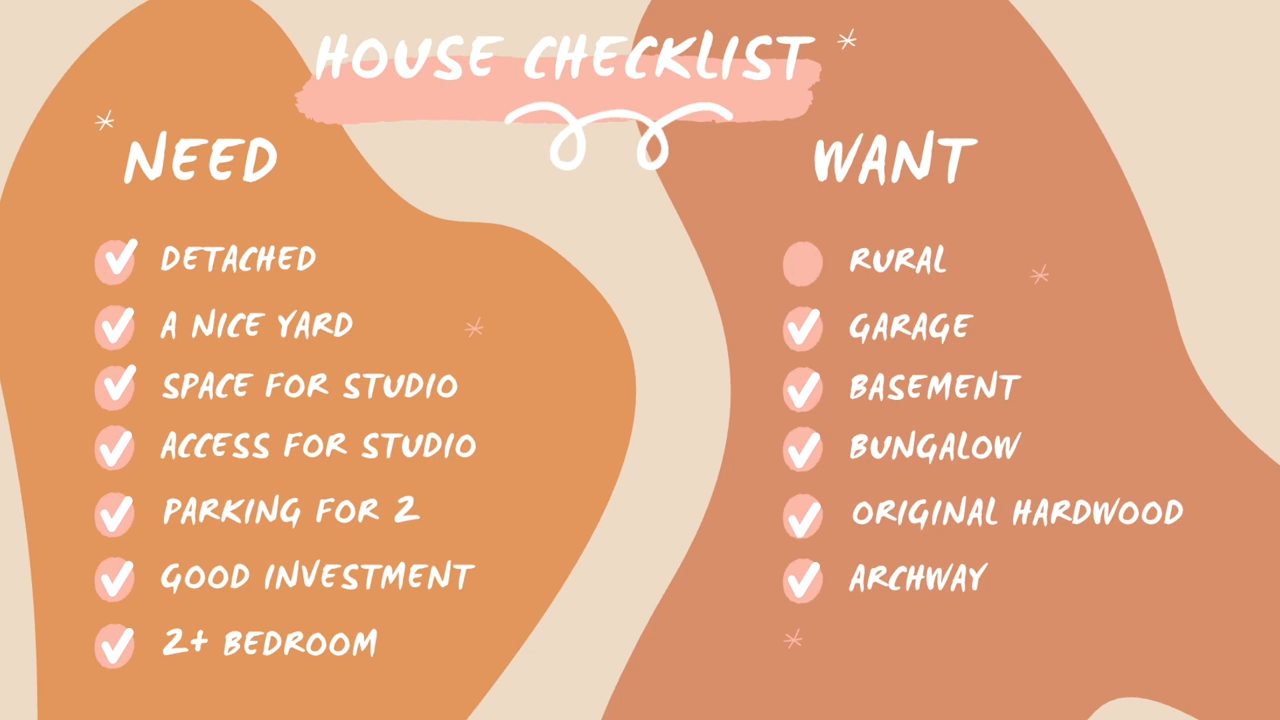 HOUSE CHECKLIST
NEED
DETACHED
A NICE YARD
SPACE FOR STUDIO
ACCESS FOR STUDIO
PARKING FOR 2
GOOD INVESTMENT
2+ BEDROOM
WANT
RURAL
GARAGE
BASEMENT
BUNGALOW
ORIGINAL HARDWOOD
ARCHWAY